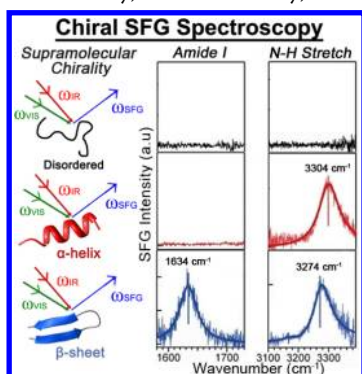 Chiral SFG Spectroscopy
Supramolecular
Chirality
Amide I
N-H Stretch
ωIR
ωVIS
ωSFG
Disordered
ωIR
ωVIS
ωSFG
α-helix
ωIR
ωVIS
ωSFG
β-sheet
SFG Intensity (a.u)
3304 cm⁻¹
1634 cm⁻¹
3274 cm⁻¹
1600
1700
3100
3200
3300
Wavenumber (cm⁻¹)